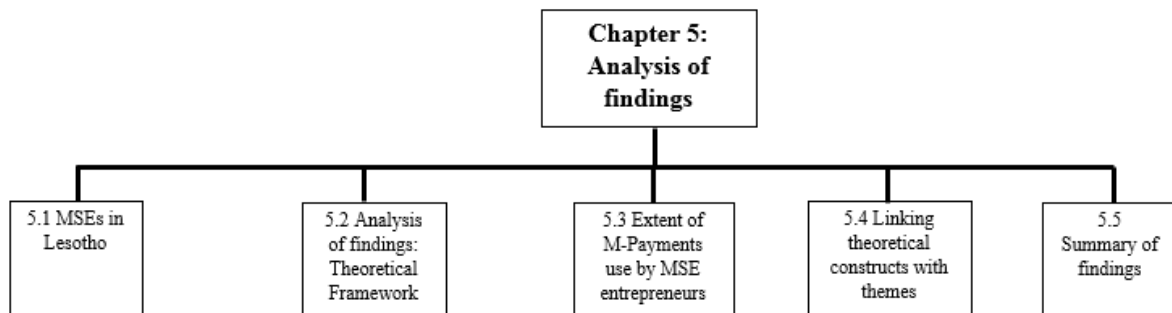 Chapter 5:
Analysis of
findings
5.1 MSEs in
Lesotho
5.2 Analysis
of findings:
Theoretical
Framework
5.3 Extent of
M-Payments
use by MSE
entrepreneurs
5.4 Linking
theoretical
constructs with
themes
5.5
Summary of
findings